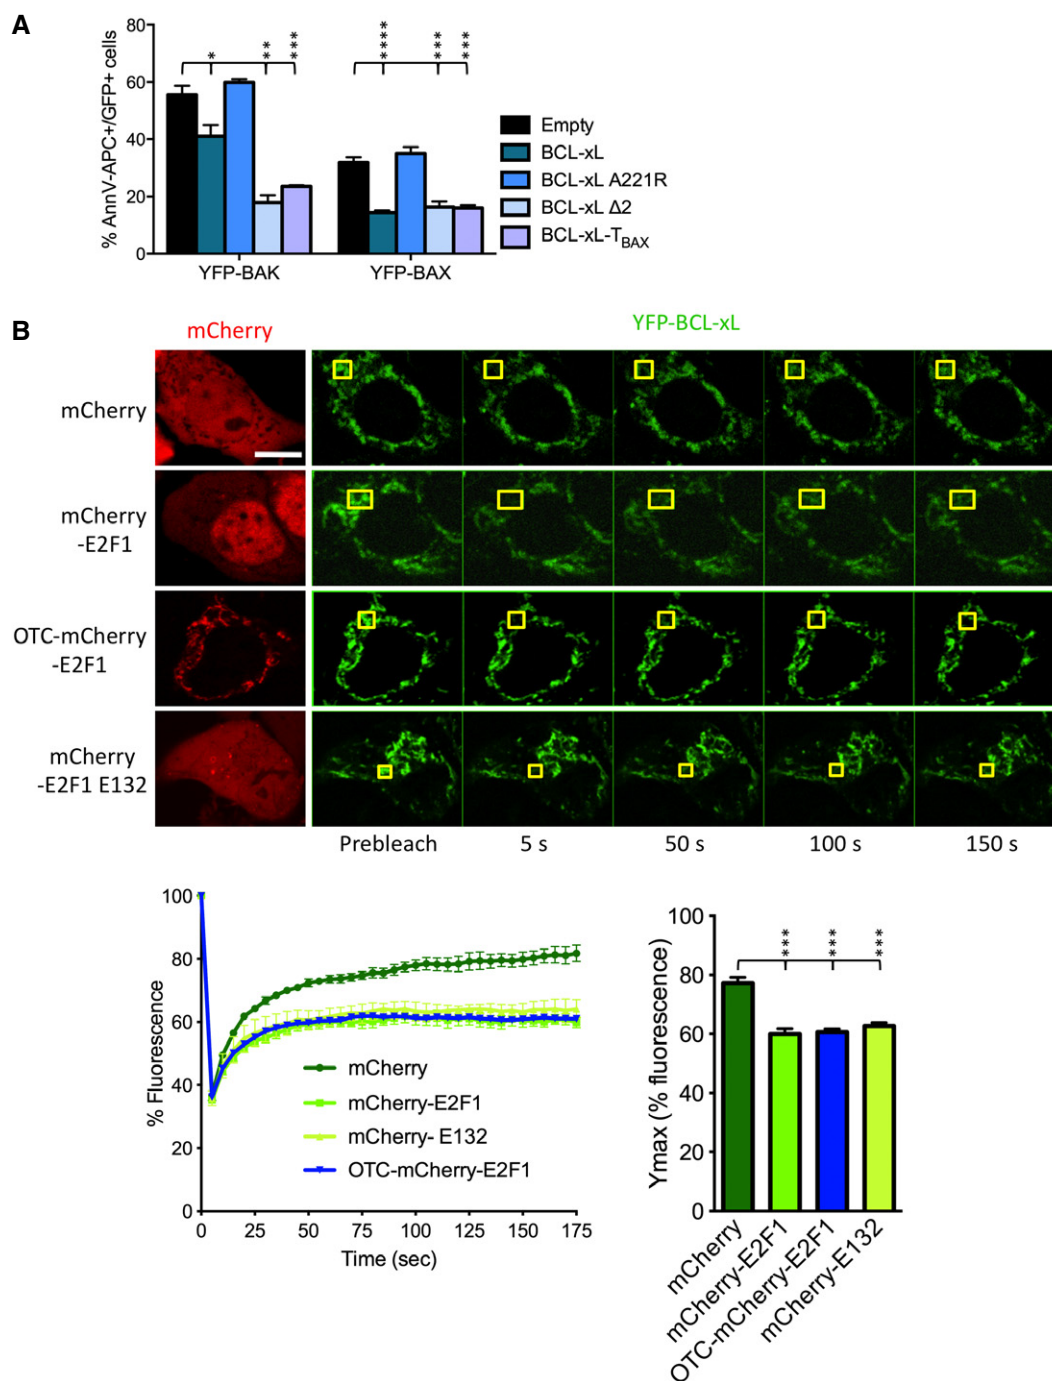 A
% AnnV-APC+/GFP+ cells
80
60
40
20
0
*
**
***
****
***
***
YFP-BAK
YFP-BAX
Empty
BCL-xL
BCL-xL A221R
BCL-xL Δ2
BCL-xL-TBAX
B
mCherry
YFP-BCL-xL
mCherry
mCherry
-E2F1
OTC-mCherry
-E2F1
mCherry
-E2F1 E132
Prebleach
5 s
50 s
100 s
150 s
% Fluorescence
100
80
60
40
20
0
0
25
50
75
100
125
150
175
Time (sec)
mCherry
mCherry-E2F1
mCherry- E132
OTC-mCherry-E2F1
Ymax (% fluorescence)
100
80
60
40
20
0
***
***
***
mCherry
mCherry-E2F1
OTC-mCherry-E2F1
mCherry-E132